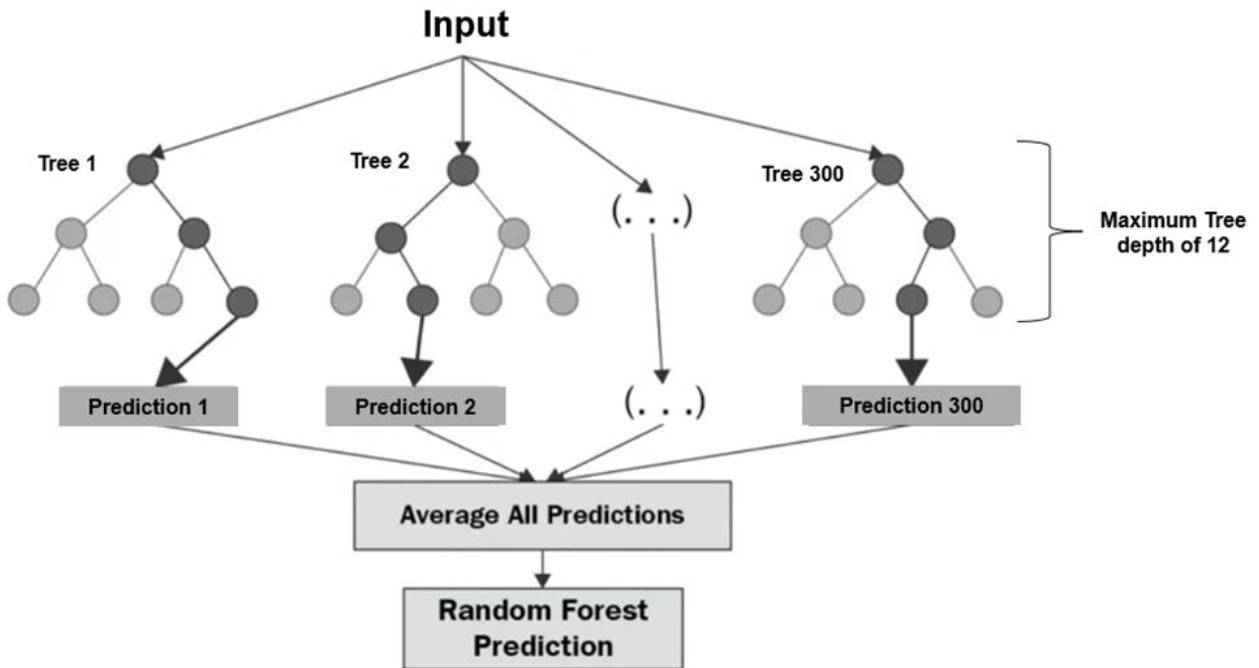 Input
Tree 1
Tree 2
Tree 300
(. . .)
Maximum Tree
depth of 12
Prediction 1
Prediction 2
(. . .)
Prediction 300
Average All Predictions
Random Forest
Prediction